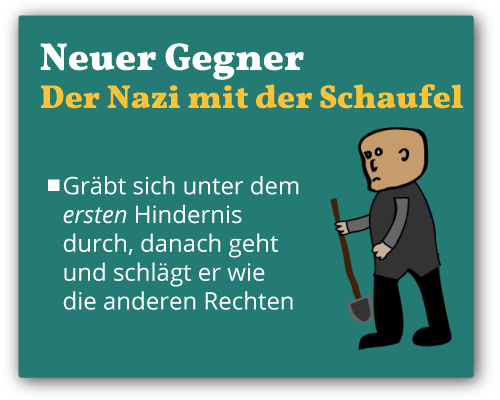 Neuer Gegner
Der Nazi mit der Schaufel
Gräbt sich unter dem
ersten Hindernis
durch, danach geht
und schlägt er wie
die anderen Rechten